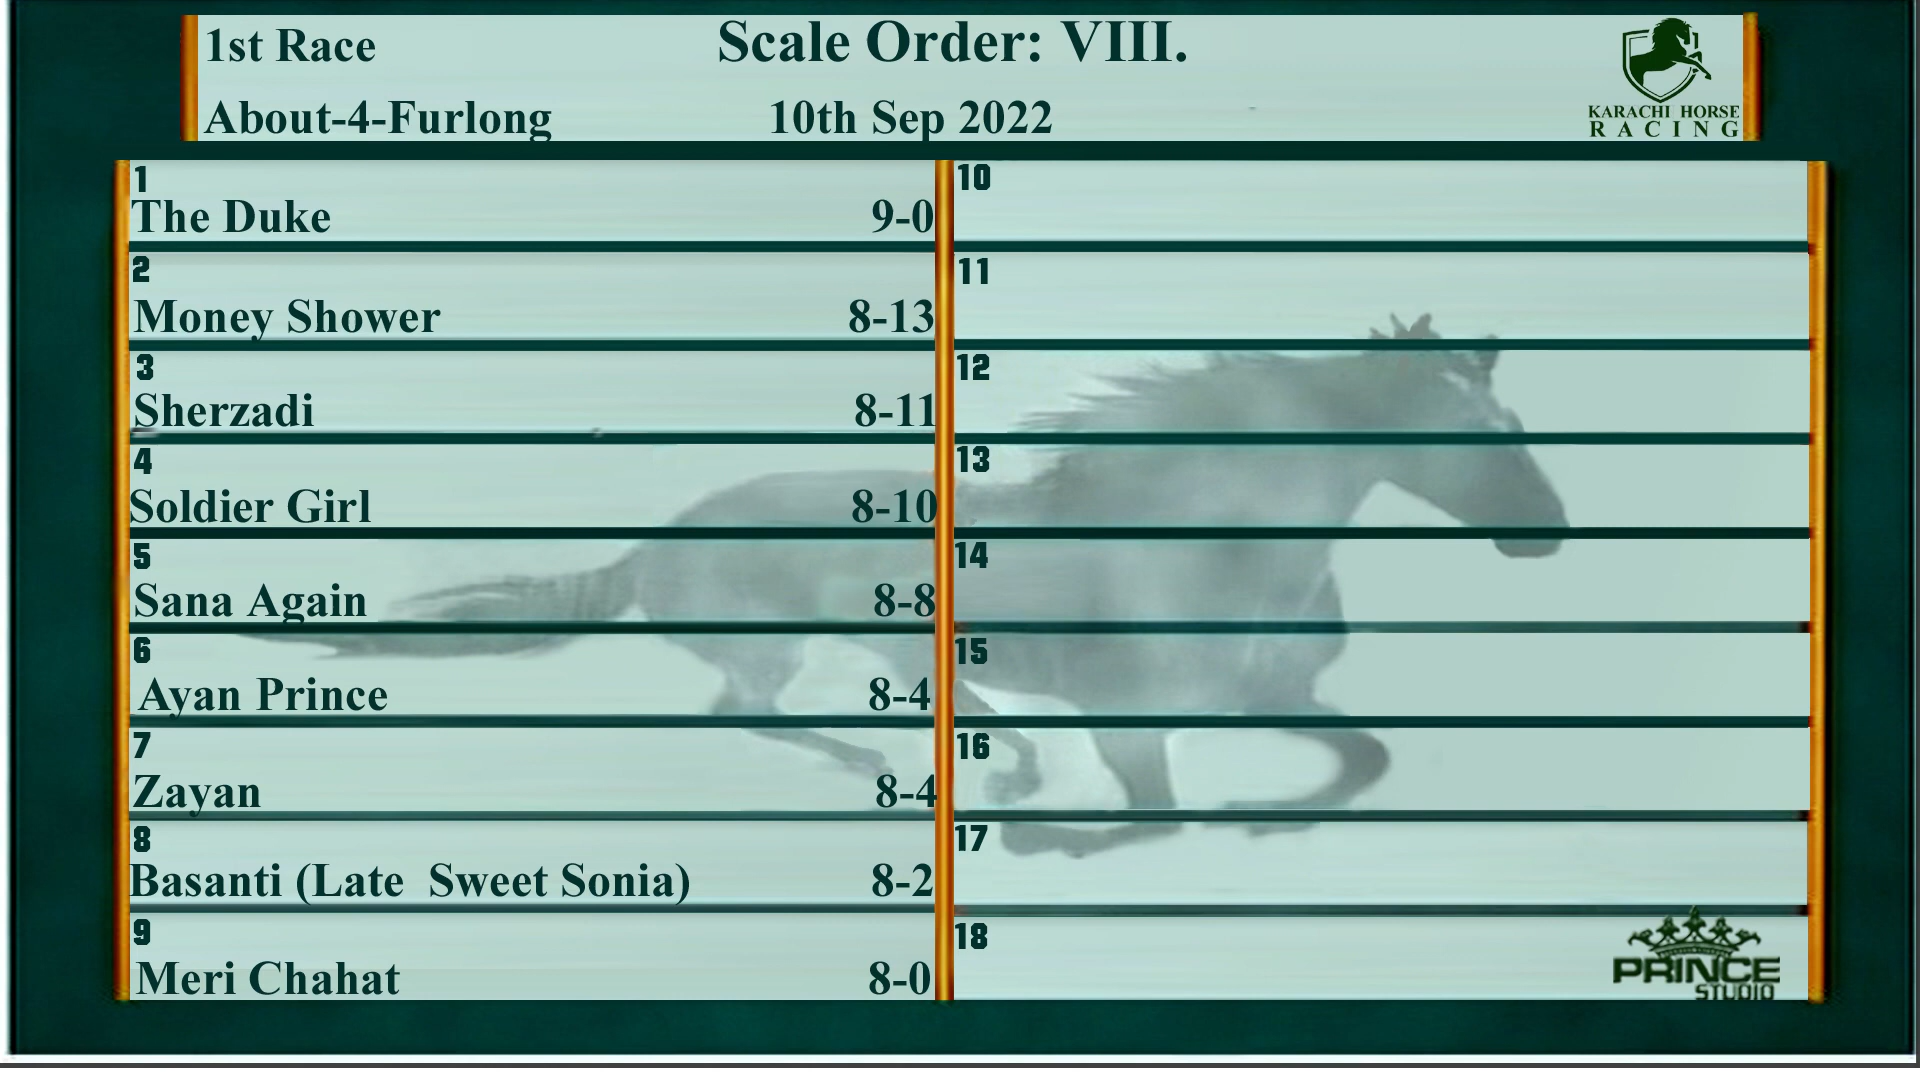 1st Race
Scale Order: VIII.
About-4-Furlong
10th Sep 2022
KARACHI HORSE
RACING
1
The Duke 9-0
2
Money Shower 8-13
3
Sherzadi 8-11
4
Soldier Girl 8-10
5
Sana Again 8-8
6
Ayan Prince 8-4
7
Zayan 8-4
8
Basanti (Late  Sweet Sonia) 8-2
9
Meri Chahat 8-0
10
11
12
13
14
15
16
17
18
PRINCE
STUDIO